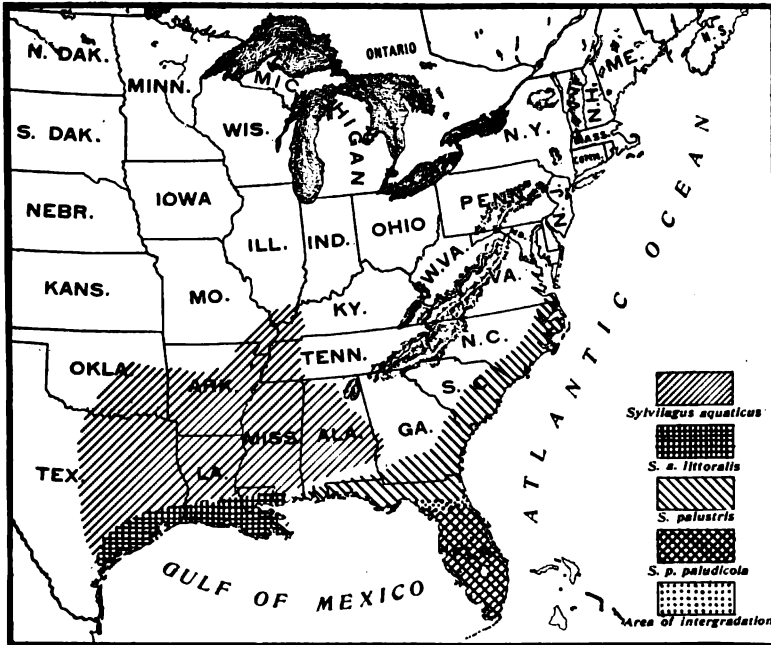 N. DAK.
MINN.
ONTARIO
ME.
N.S.
MICHIGAN
S. DAK.
WIS.
N.Y.
N.H.
MASS.
CONN.
NEBR.
IOWA
ILL.
IND.
OHIO
PENN.
N.J.
KANS.
MO.
KY.
W.VA.
VA.
OKLA.
ARK.
TENN.
N.C.
S. C.
TEX.
LA.
MISS.
ALA.
GA.
ATLANTIC OCEAN
GULF OF MEXICO
Sylvilagus aquaticus
S. a. littoralis
S. palustris
S. p. paludicola
Area of intergradation